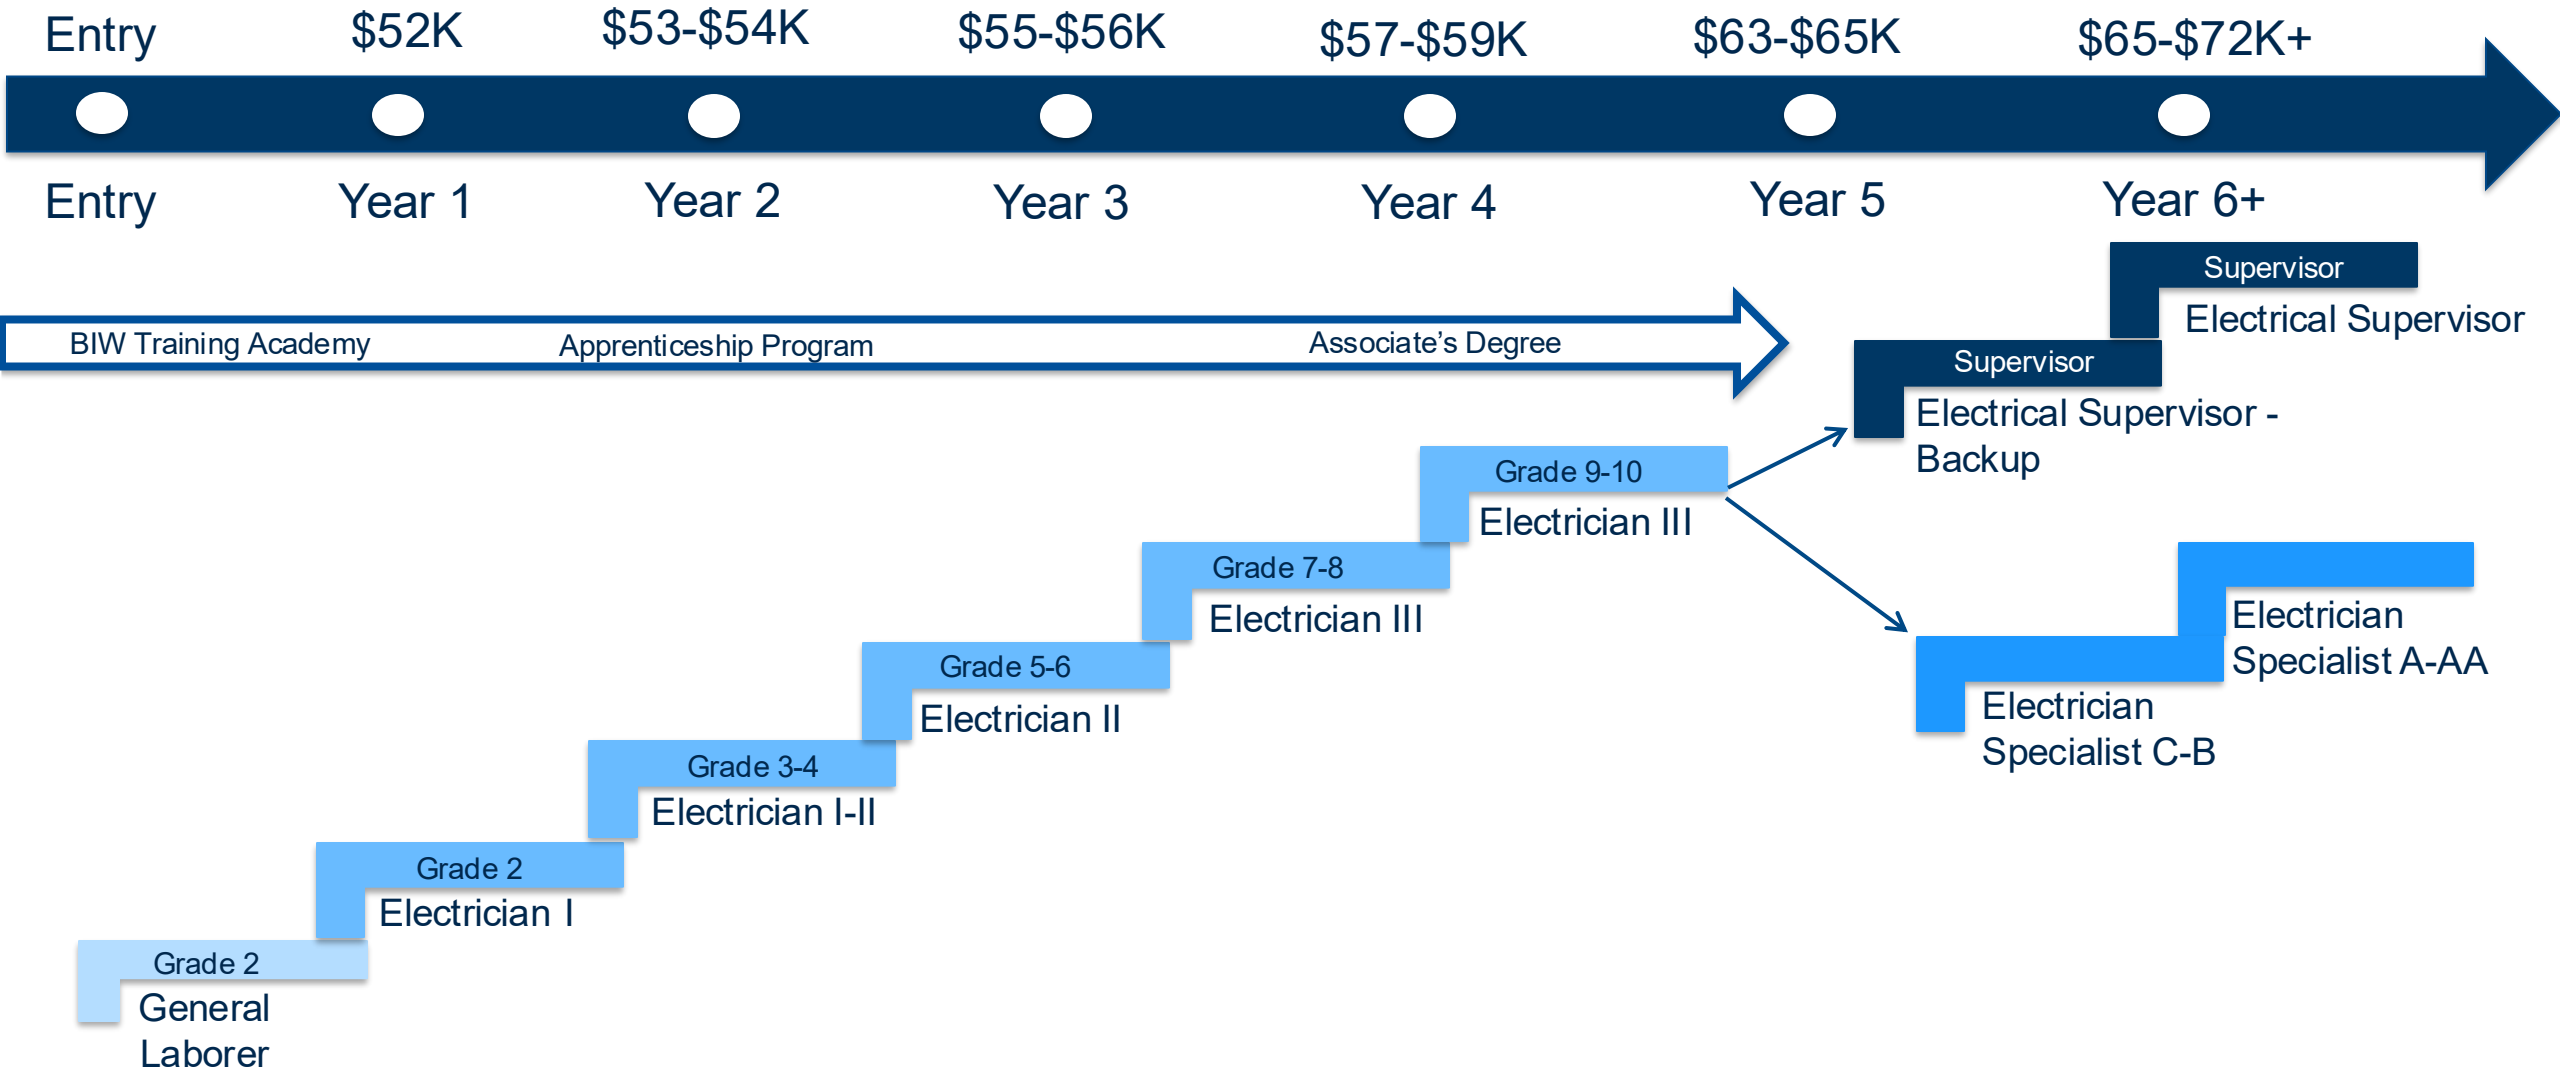 Entry
$52K
$53-$54K
$55-$56K
$57-$59K
$63-$65K
$65-$72K+
Entry
Year 1
Year 2
Year 3
Year 4
Year 5
Year 6+
BIW Training Academy
Apprenticeship Program
Associate’s Degree
Supervisor
Electrical Supervisor
Supervisor
Electrical Supervisor -
Backup
Grade 9-10
Electrician III
Grade 7-8
Electrician III
Grade 5-6
Electrician II
Grade 3-4
Electrician I-II
Grade 2
Electrician I
Grade 2
General
Laborer
Electrician
Specialist A-AA
Electrician
Specialist C-B